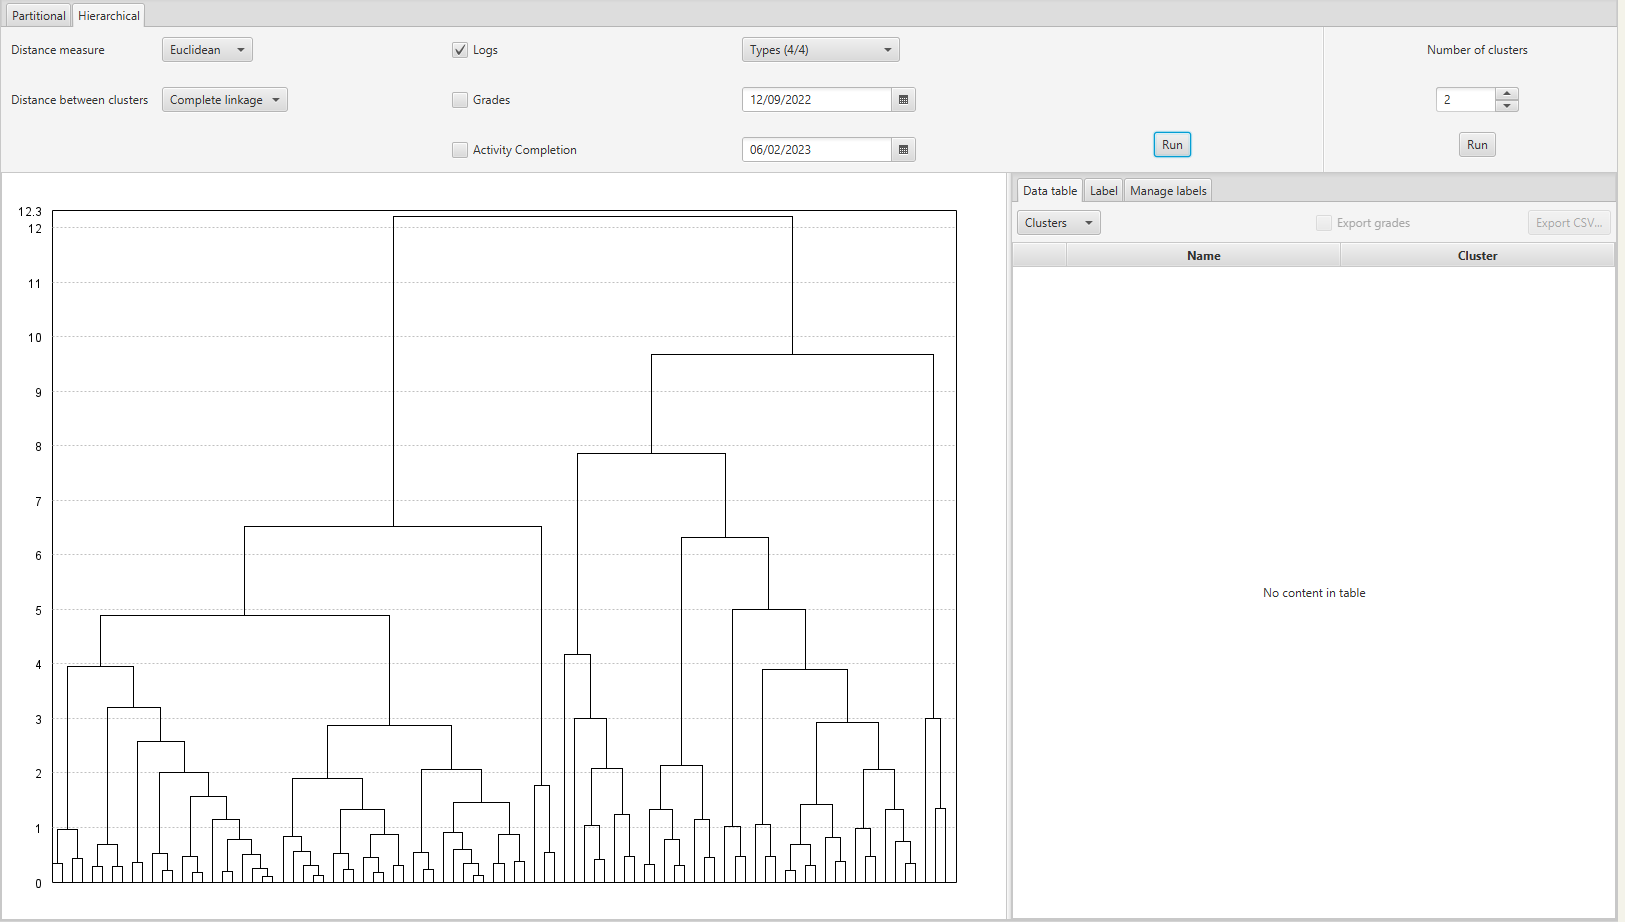 Partitional Hierarchical
Distance measure Euclidean Logs Types (4/4) Number of clusters
Distance between clusters Complete linkage Grades 12/09/2022 2
Activity Completion 06/02/2023 Run Run
Data table Label Manage labels
Clusters Export grades Export CSV...
Name Cluster
No content in table
12.3
12
11
10
9
8
7
6
5
4
3
2
1
0